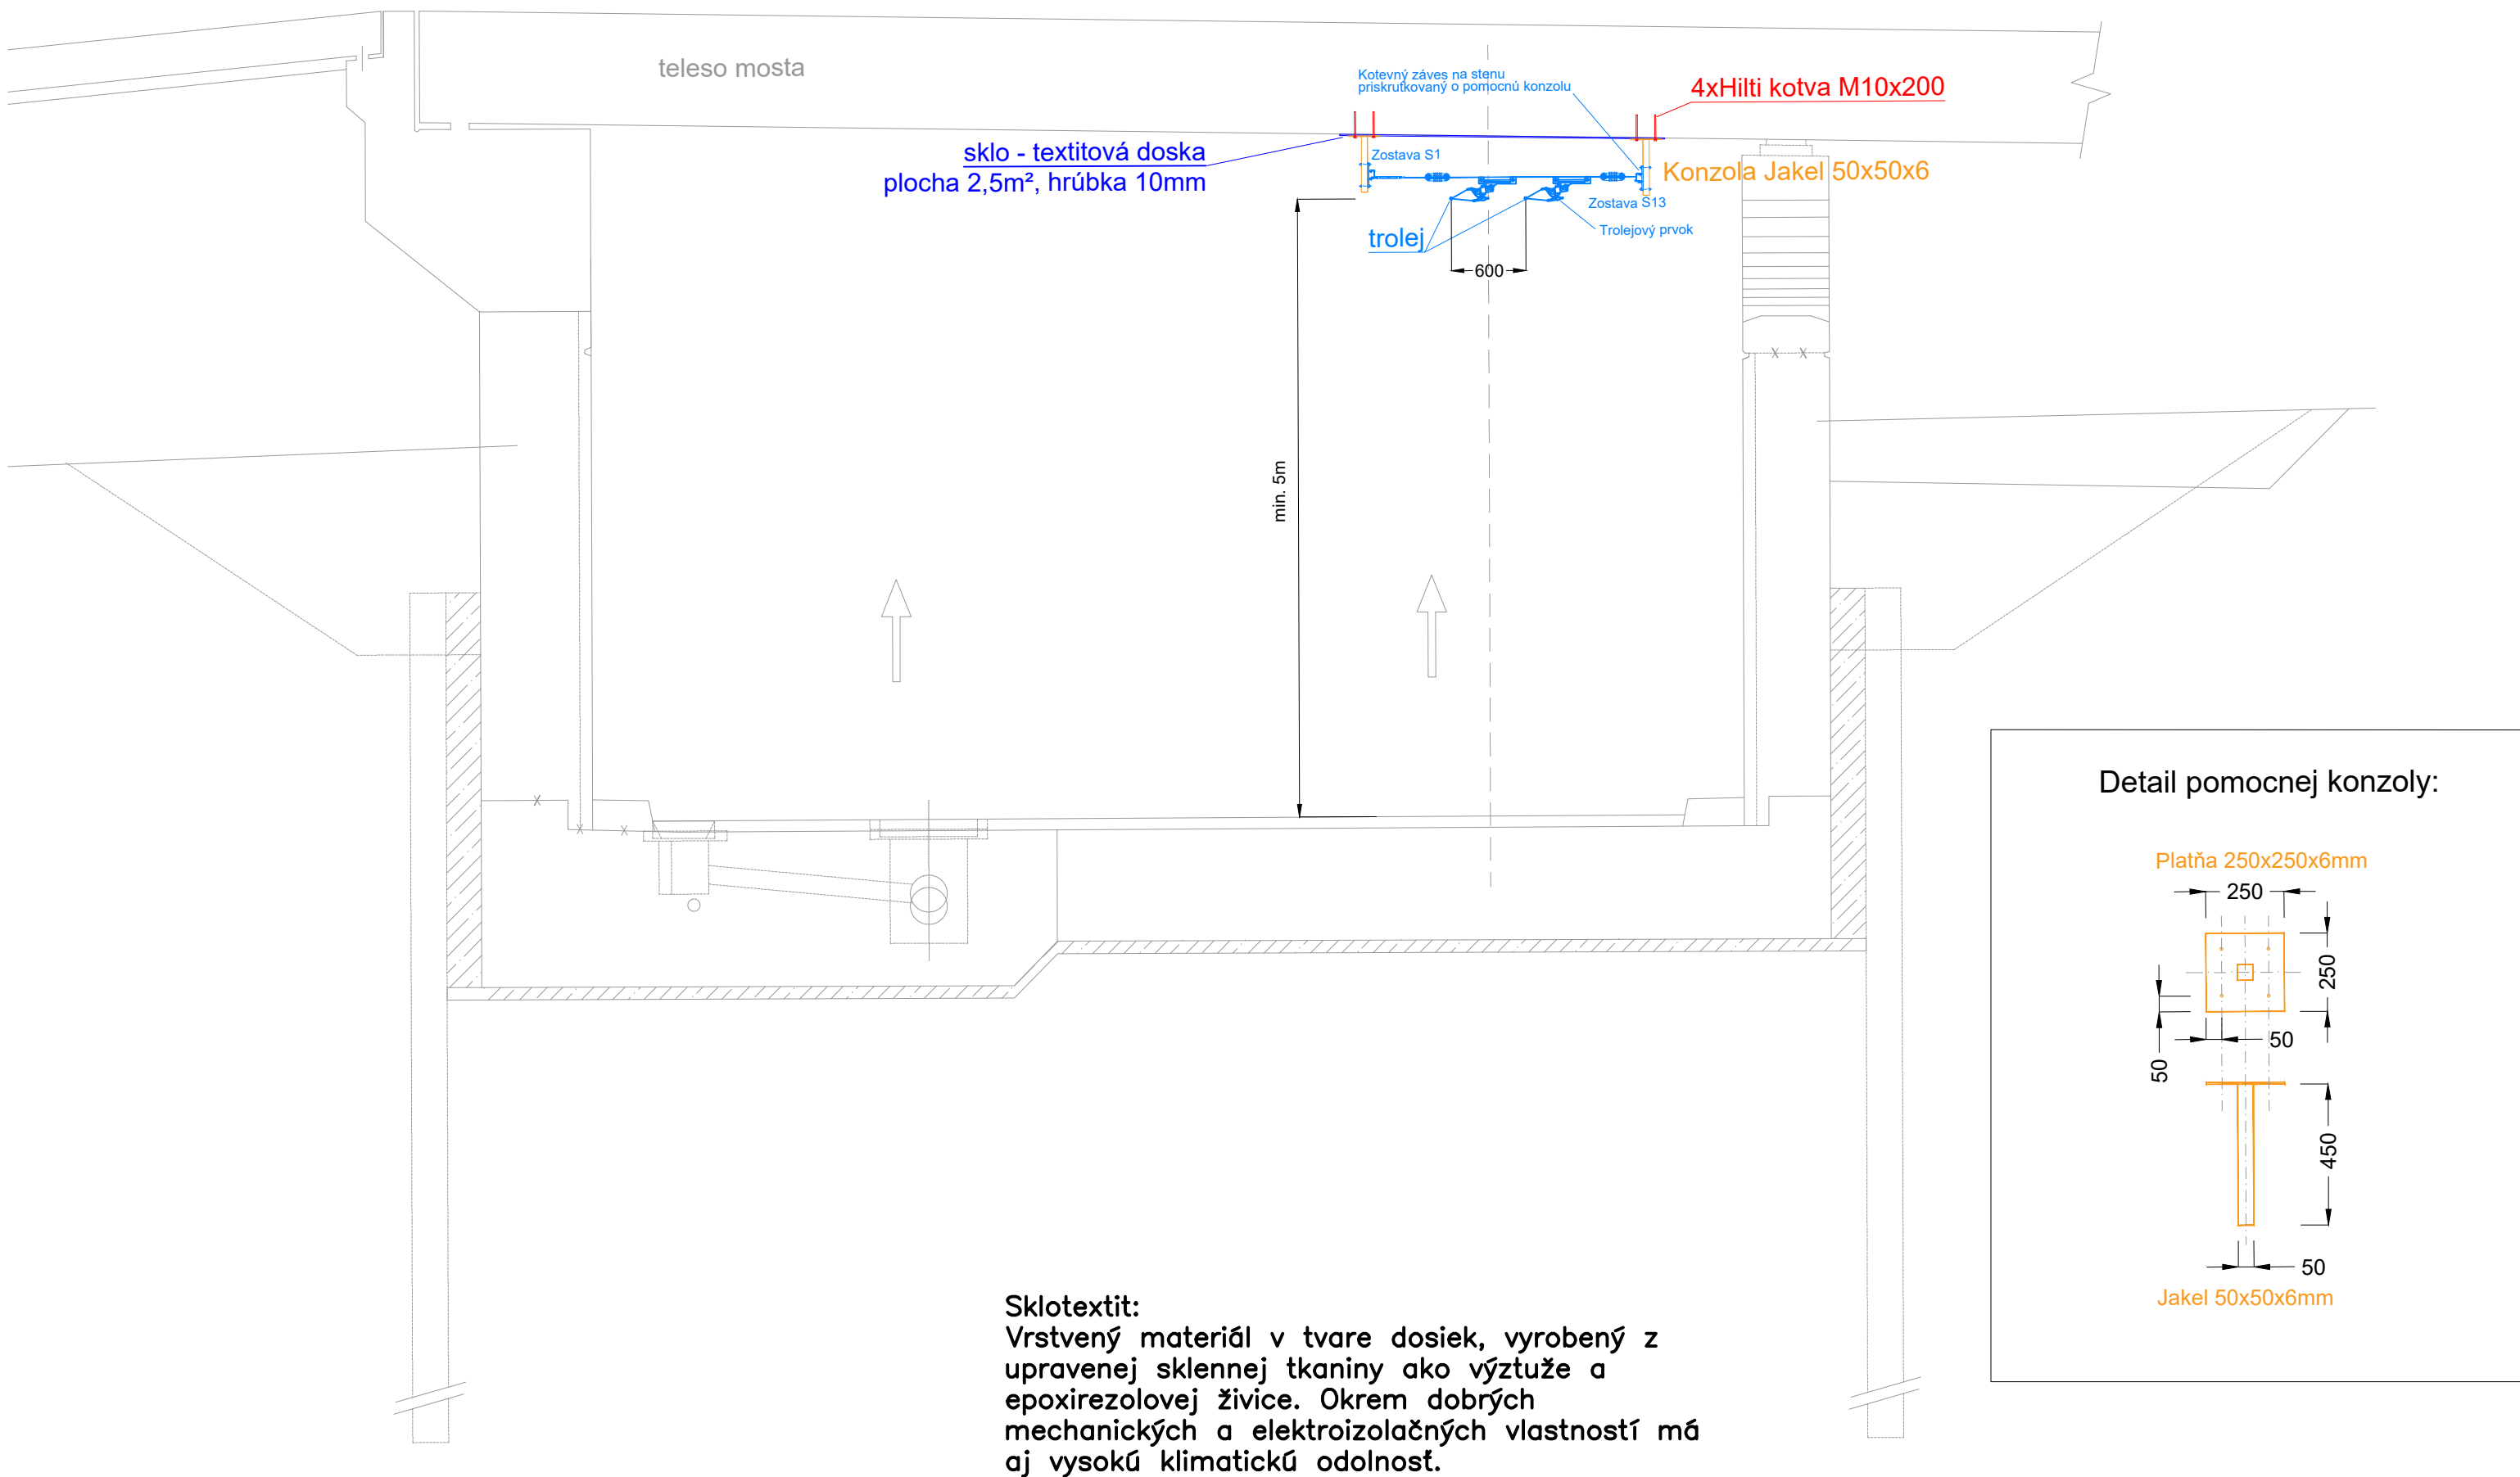 teleso mosta
Kotevný záves na stenu
priskrutkovaný o pomocnú konzolu
4xHilti kotva M10x200
sklo - textitová doska
plocha 2,5m², hrúbka 10mm
Zostava S1
Konzola Jakel 50x50x6
Zostava S13
Trolejový prvok
trolej
600
min. 5m
Detail pomocnej konzoly:
Platňa 250x250x6mm
250
250
50
50
450
50
Jakel 50x50x6mm
Sklotextit:
Vrstvený materiál v tvare dosiek, vyrobený z
upravenej sklennej tkaniny ako výztuže a
epoxirezolovej živice. Okrem dobrých
mechanických a elektroizolačných vlastností má
aj vysokú klimatickú odolnosť.